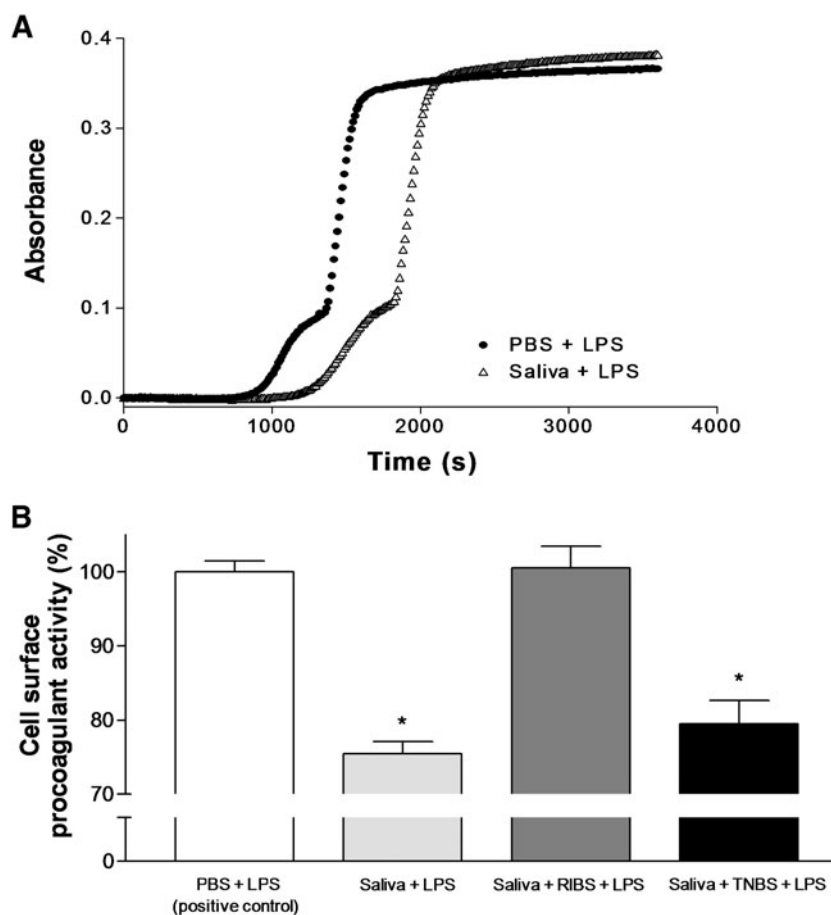 A
0.4
0.3
0.2
0.1
0.0
Absorbance
PBS + LPS
Saliva + LPS
0 1000 2000 3000 4000
Time (s)
B
Cell surface
procoagulant activity (%)
100
90
80
70
0
*
*
PBS + LPS
(positive control)
Saliva + LPS
Saliva + RIBS + LPS
Saliva + TNBS + LPS